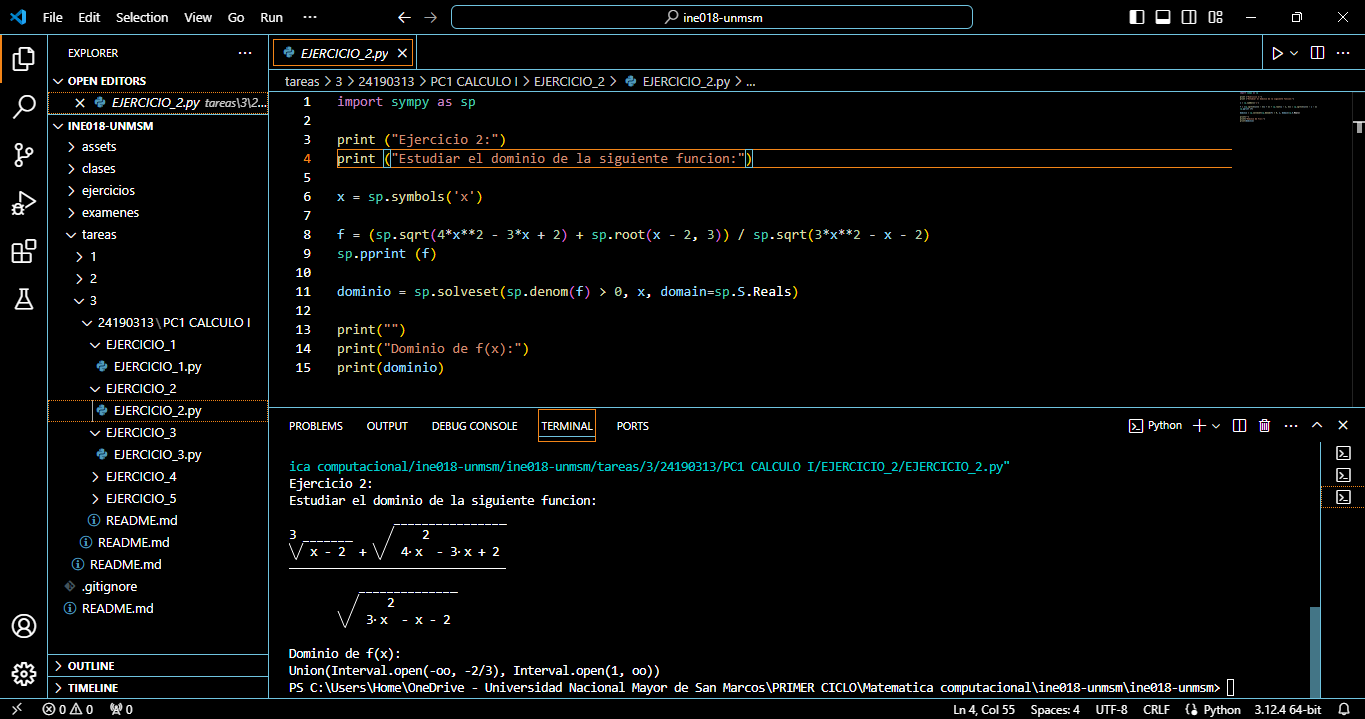 File Edit Selection View Go Run ··· ine018-unmsm
EXPLORER ···
OPEN EDITORS
EJERCICIO_2.py tareas\3\2...
INE018-UNMSM
assets
clases
ejercicios
examenes
tareas
1
2
3
24190313\PC1 CALCULO I
EJERCICIO_1
EJERCICIO_1.py
EJERCICIO_2
EJERCICIO_2.py
EJERCICIO_3
EJERCICIO_3.py
EJERCICIO_4
EJERCICIO_5
README.md
README.md
README.md
.gitignore
README.md
OUTLINE
TIMELINE
EJERCICIO_2.py
tareas > 3 > 24190313 > PC1 CALCULO I > EJERCICIO_2 > EJERCICIO_2.py > ...
1 import sympy as sp
2
3 print ("Ejercicio 2:")
4 print ("Estudiar el dominio de la siguiente funcion:")
5
6 x = sp.symbols('x')
7
8 f = (sp.sqrt(4*x**2 - 3*x + 2) + sp.root(x - 2, 3)) / sp.sqrt(3*x**2 - x - 2)
9 sp.pprint (f)
10
11 dominio = sp.solveset(sp.denom(f) > 0, x, domain=sp.S.Reals)
12
13 print("")
14 print("Dominio de f(x):")
15 print(dominio)
PROBLEMS OUTPUT DEBUG CONSOLE TERMINAL PORTS Python
ica computacional/ine018-unmsm/ine018-unmsm/tareas/3/24190313/PC1 CALCULO I/EJERCICIO_2/EJERCICIO_2.py"
Ejercicio 2:
Estudiar el dominio de la siguiente funcion:
3 _______ 2
╲╱ x - 2 + ╲╱ 4⋅x - 3⋅x + 2
2
╲╱ 3⋅x - x - 2
Dominio de f(x):
Union(Interval.open(-oo, -2/3), Interval.open(1, oo))
PS C:\Users\Home\OneDrive - Universidad Nacional Mayor de San Marcos\PRIMER CICLO\Matematica computacional\ine018-unmsm\ine018-unmsm>
0 0 0 Ln 4, Col 55 Spaces: 4 UTF-8 CRLF Python 3.12.4 64-bit